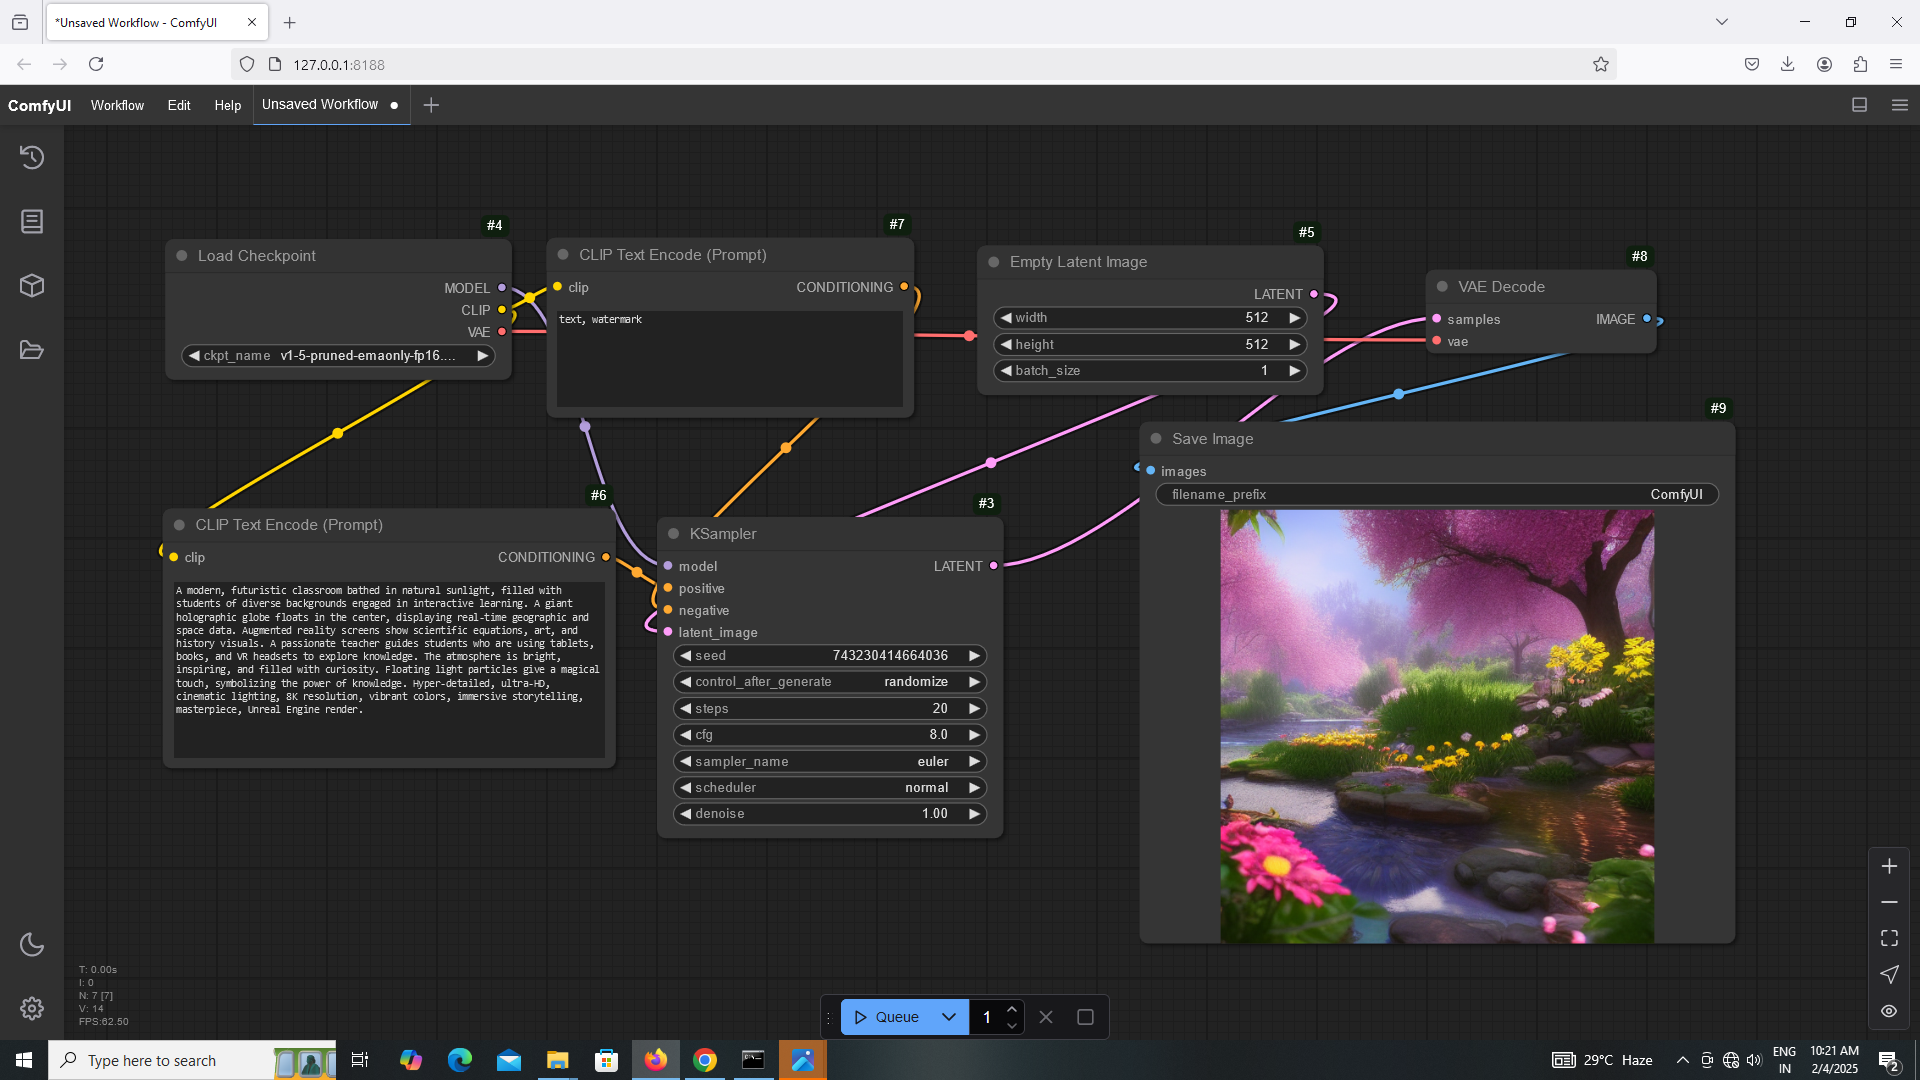 *Unsaved Workflow - ComfyUI
127.0.0.1:8188
ComfyUI Workflow Edit Help Unsaved Workflow
#4
Load Checkpoint
MODEL
CLIP
VAE
ckpt_name v1-5-pruned-emaonly-fp16....
#7
CLIP Text Encode (Prompt)
clip CONDITIONING
text, watermark
#5
Empty Latent Image
LATENT
width 512
height 512
batch_size 1
#8
VAE Decode
samples IMAGE
vae
#6
CLIP Text Encode (Prompt)
clip CONDITIONING
A modern, futuristic classroom bathed in natural sunlight, filled with
students of diverse backgrounds engaged in interactive learning. A giant
holographic globe floats in the center, displaying real-time geographic and
space data. Augmented reality screens show scientific equations, art, and
history visuals. A passionate teacher guides students who are using tablets,
books, and VR headsets to explore knowledge. The atmosphere is bright,
inspiring, and filled with curiosity. Floating light particles give a magical
touch, symbolizing the power of knowledge. Hyper-detailed, ultra-HD,
cinematic lighting, 8K resolution, vibrant colors, immersive storytelling,
masterpiece, Unreal Engine render.
#3
KSampler
model LATENT
positive
negative
latent_image
seed 743230414664036
control_after_generate randomize
steps 20
cfg 8.0
sampler_name euler
scheduler normal
denoise 1.00
#9
Save Image
images
filename_prefix ComfyUI
T: 0.00s
I: 0
N: 7 [7]
V: 14
FPS:62.50
Queue 1
Type here to search
29°C Haze
ENG
IN
10:21 AM
2/4/2025
2